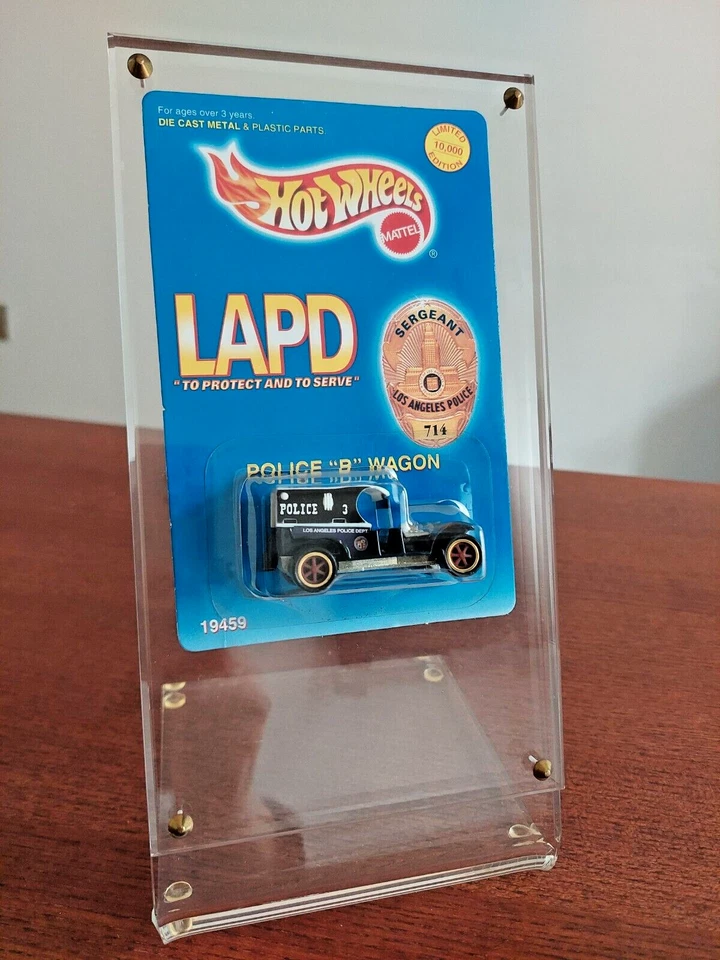 For ages over 3 years.
DIE CAST METAL & PLASTIC PARTS.
LIMITED
10,000
EDITION
HOT WHEELS
MATTEL
®
LAPD
"TO PROTECT AND TO SERVE"
SERGEANT
LOS ANGELES POLICE
714
POLICE "B" WAGON
POLICE 3
LOS ANGELES POLICE DEPT
19459